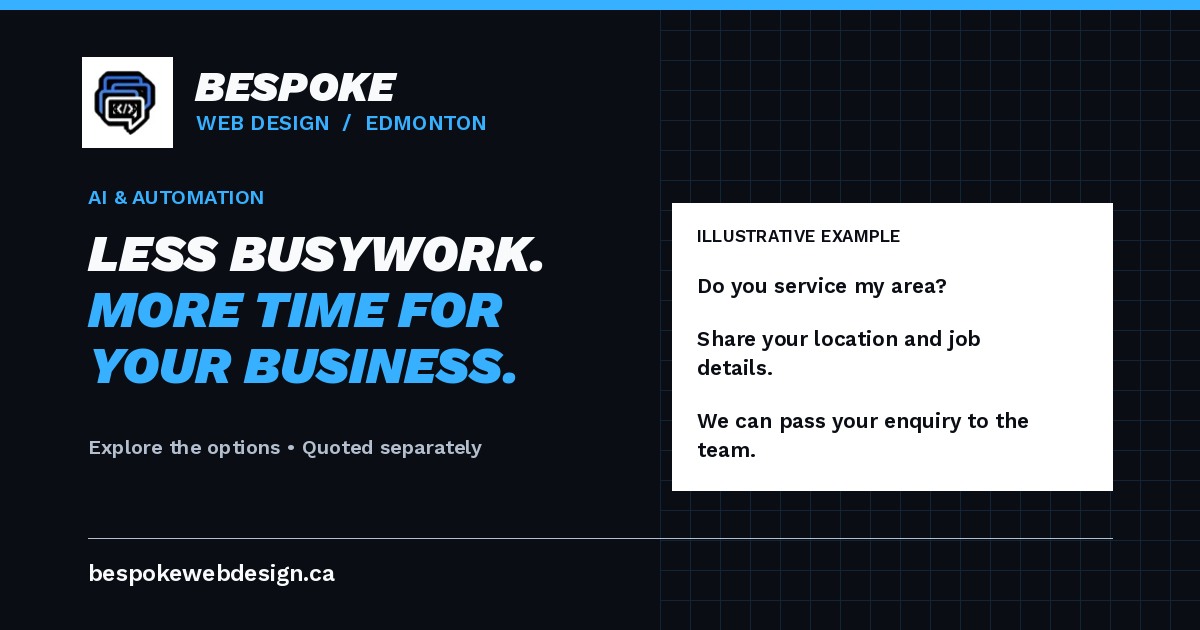 </>
BESPOKE
WEB DESIGN / EDMONTON
AI & AUTOMATION
LESS BUSYWORK.
MORE TIME FOR
YOUR BUSINESS.
Explore the options • Quoted separately
ILLUSTRATIVE EXAMPLE
Do you service my area?
Share your location and job
details.
We can pass your enquiry to the
team.
bespokewebdesign.ca